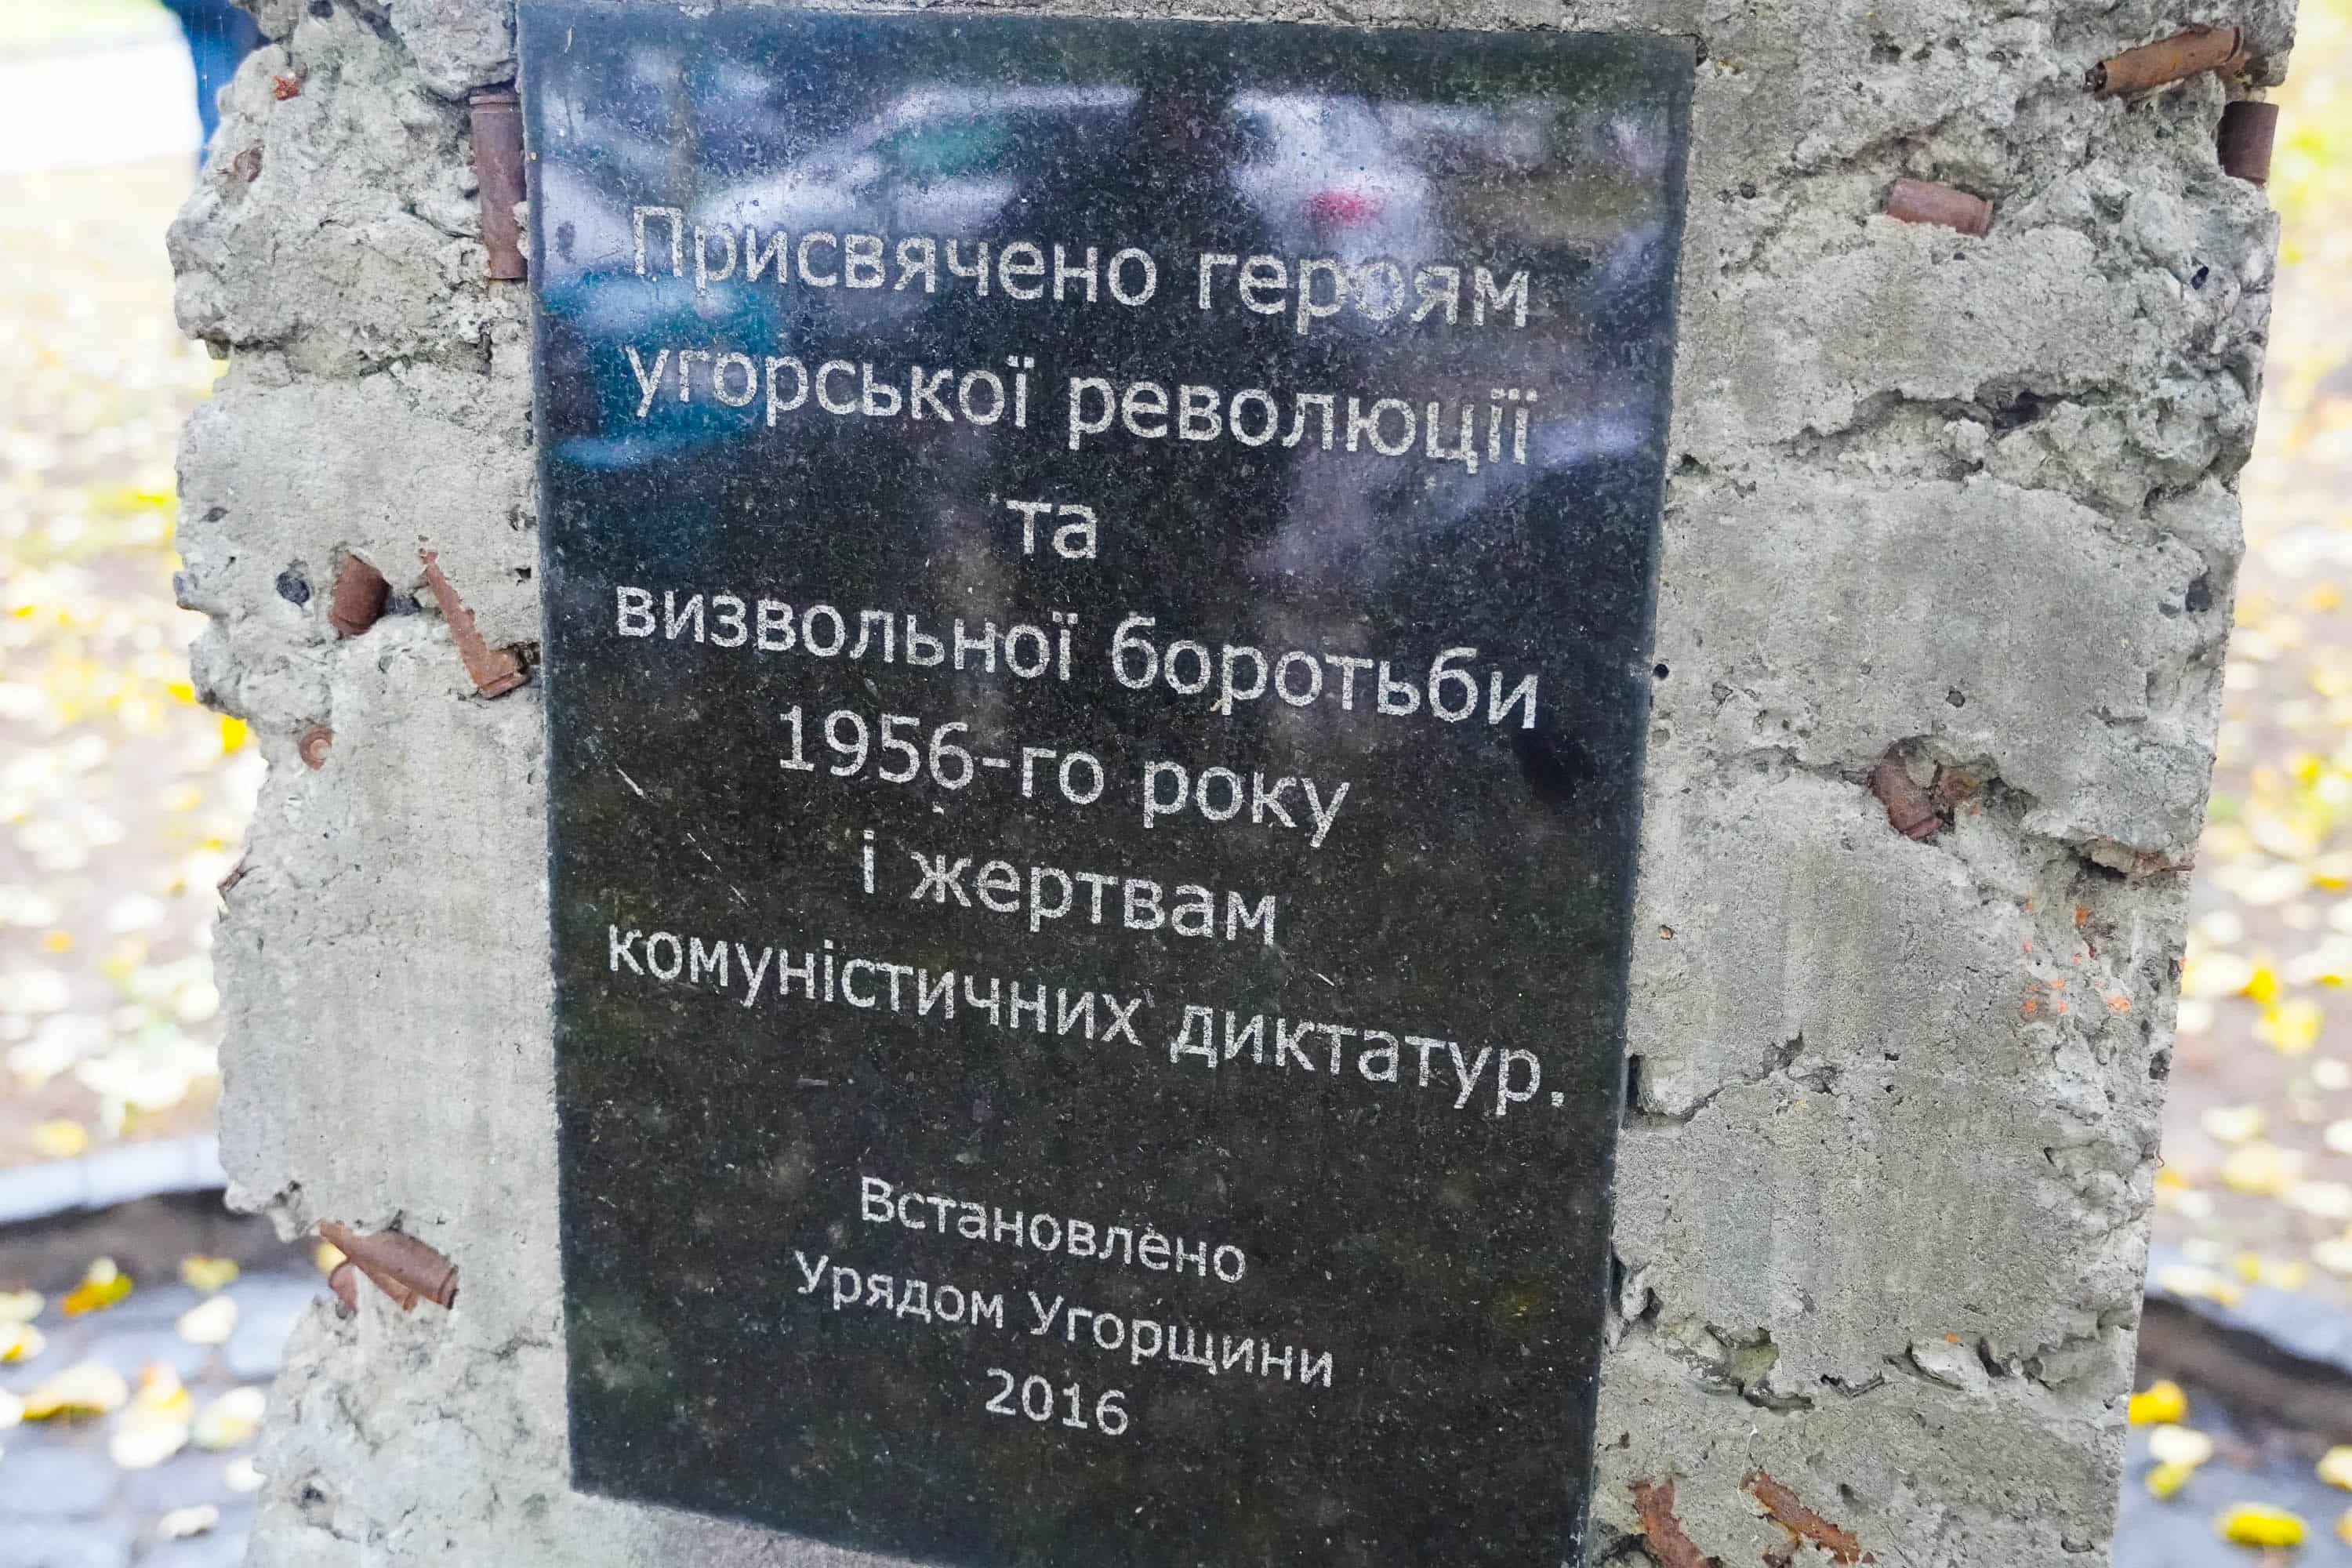 Присвячено героям
угорської революції
та
визвольної боротьби
1956-го року
і жертвам
комуністичних диктатур.
Встановлено
Урядом Угорщини
2016